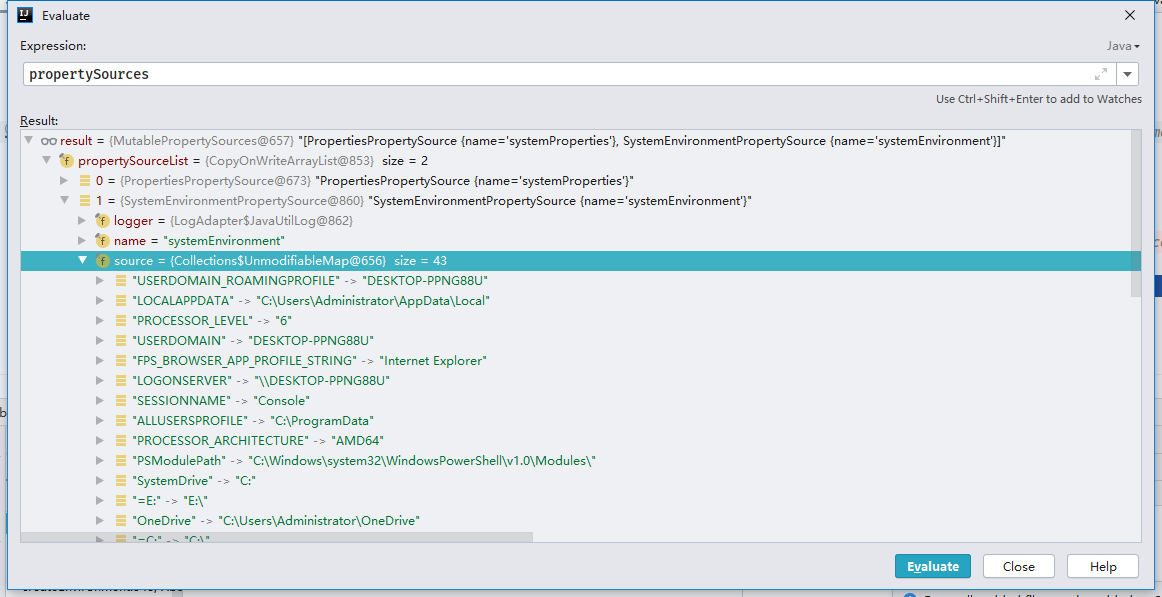 Evaluate
Expression:
Java
propertySources
Use Ctrl+Shift+Enter to add to Watches
Result:
result = {MutablePropertySources@657} "[PropertiesPropertySource {name='systemProperties'}, SystemEnvironmentPropertySource {name='systemEnvironment'}]"
propertySourceList = {CopyOnWriteArrayList@853} size = 2
0 = {PropertiesPropertySource@673} "PropertiesPropertySource {name='systemProperties'}"
1 = {SystemEnvironmentPropertySource@860} "SystemEnvironmentPropertySource {name='systemEnvironment'}"
logger = {LogAdapter$JavaUtilLog@862}
name = "systemEnvironment"
source = {Collections$UnmodifiableMap@656} size = 43
"USERDOMAIN_ROAMINGPROFILE" -> "DESKTOP-PPNG88U"
"LOCALAPPDATA" -> "C:\Users\Administrator\AppData\Local"
"PROCESSOR_LEVEL" -> "6"
"USERDOMAIN" -> "DESKTOP-PPNG88U"
"FPS_BROWSER_APP_PROFILE_STRING" -> "Internet Explorer"
"LOGONSERVER" -> "\\DESKTOP-PPNG88U"
"SESSIONNAME" -> "Console"
"ALLUSERSPROFILE" -> "C:\ProgramData"
"PROCESSOR_ARCHITECTURE" -> "AMD64"
"PSModulePath" -> "C:\Windows\system32\WindowsPowerShell\v1.0\Modules\"
"SystemDrive" -> "C:"
"=E:" -> "E:\"
"OneDrive" -> "C:\Users\Administrator\OneDrive"
"=C:" -> "C:\"
Evaluate
Close
Help